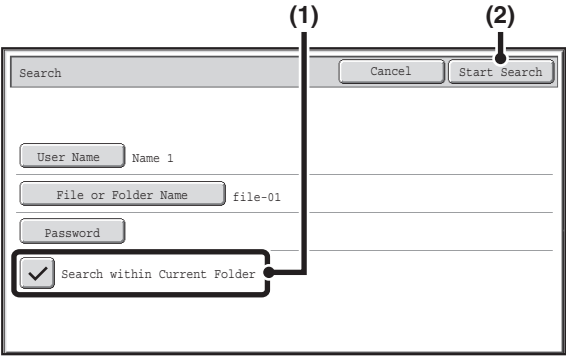 (1) (2)
Search Cancel Start Search
User Name Name 1
File or Folder Name file-01
Password
Search within Current Folder